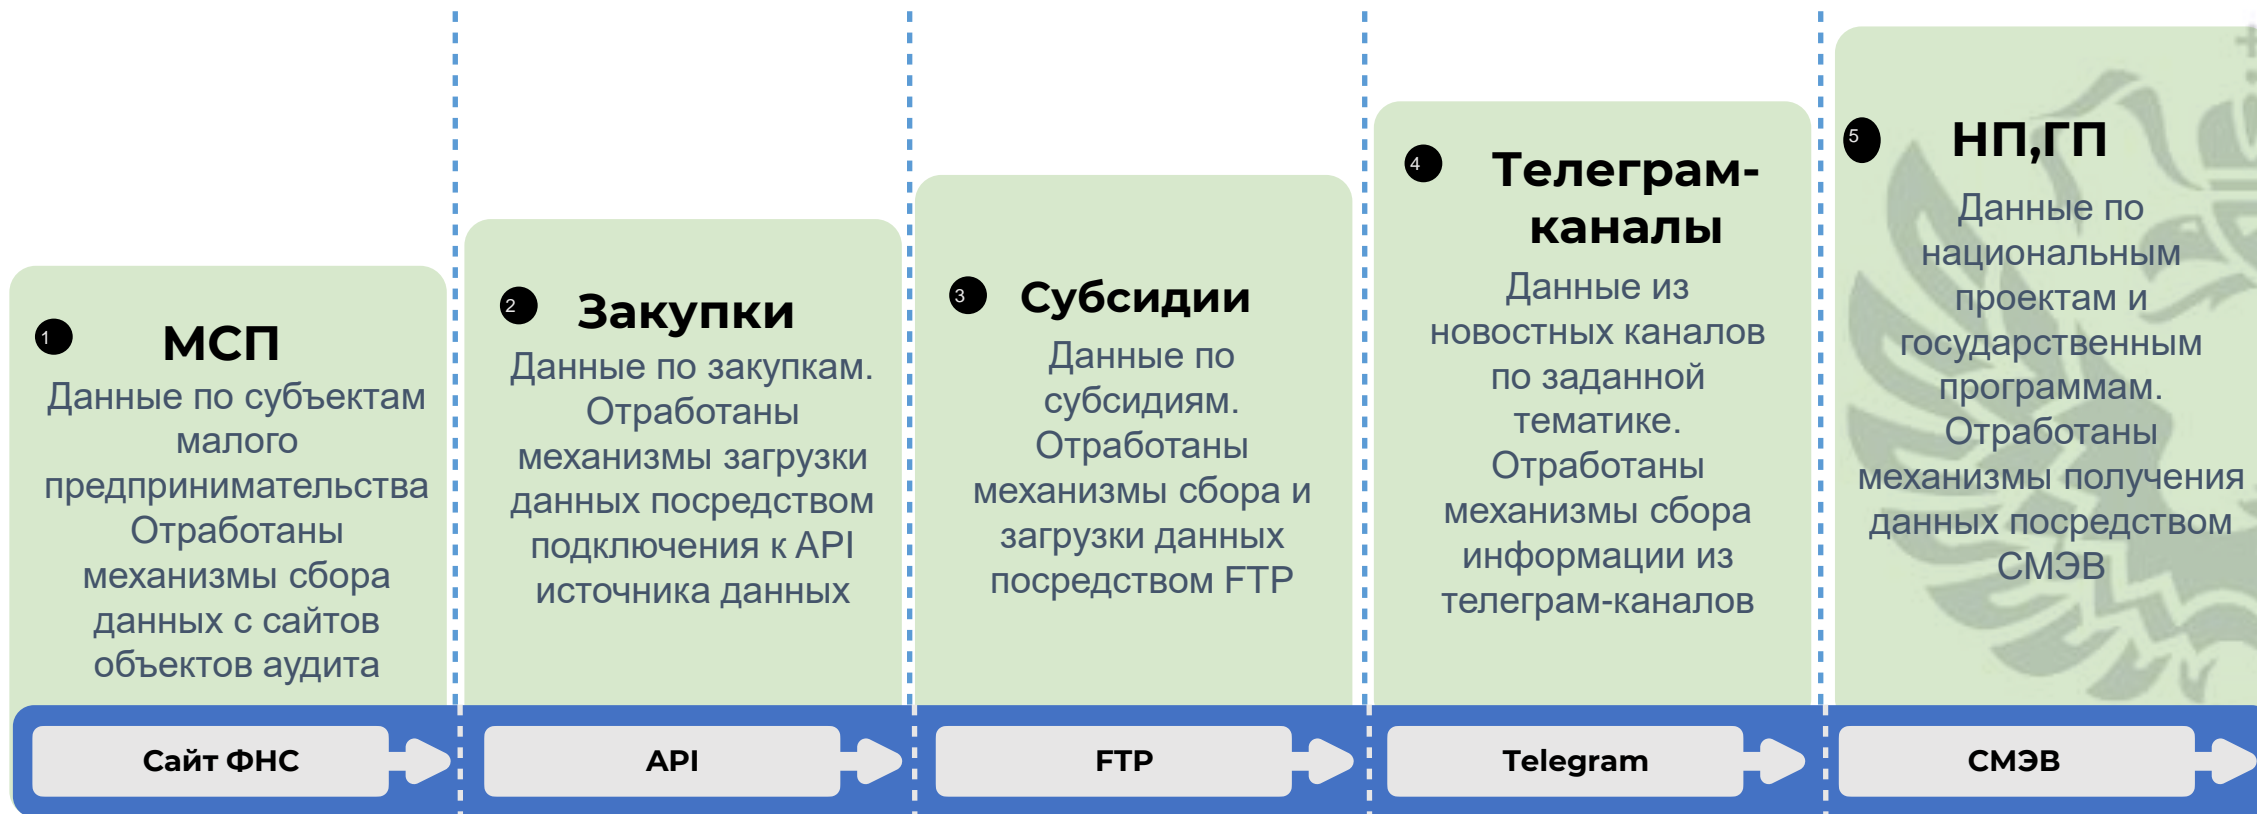 1
МСП
Данные по субъектам
малого
предпринимательства
Отработаны
механизмы сбора
данных с сайтов
объектов аудита
2
Закупки
Данные по закупкам.
Отработаны
механизмы загрузки
данных посредством
подключения к API
источника данных
3
Субсидии
Данные по
субсидиям.
Отработаны
механизмы сбора и
загрузки данных
посредством FTP
4
Телеграм-
каналы
Данные из
новостных каналов
по заданной
тематике.
Отработаны
механизмы сбора
информации из
телеграм-каналов
5
НП,ГП
Данные по
национальным
проектам и
государственным
программам.
Отработаны
механизмы получения
данных посредством
СМЭВ
Сайт ФНС
API
FTP
Telegram
СМЭВ